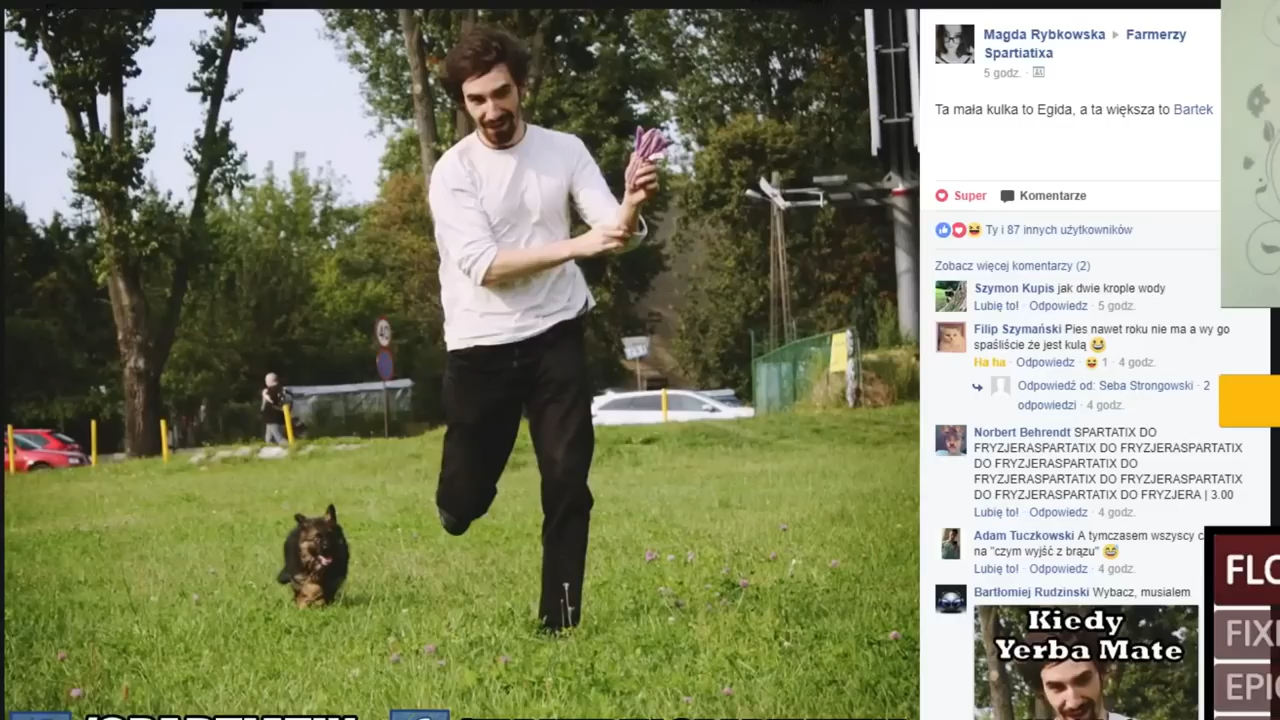 Magda Rybkowska ▸ Farmerzy
Spartiatixa
5 godz.
Ta mała kulka to Egida, a ta większa to Bartek
Super Komentarze
Ty i 87 innych użytkowników
Zobacz więcej komentarzy (2)
Szymon Kupis jak dwie krople wody
Lubię to! · Odpowiedz · 5 godz.
Filip Szymański Pies nawet roku nie ma a wy go
spaśliście że jest kulą
Ha ha · Odpowiedz · 1 · 4 godz.
Odpowiedź od: Seba Strongowski · 2
odpowiedzi · 4 godz.
Norbert Behrendt SPARTATIX DO
FRYZJERASPARTATIX DO FRYZJERASPARTATIX
DO FRYZJERASPARTATIX DO
FRYZJERASPARTATIX DO FRYZJERASPARTATIX
DO FRYZJERASPARTATIX DO FRYZJERA | 3.00
Lubię to! · Odpowiedz · 4 godz.
Adam Tuczkowski A tymczasem wszyscy
na "czym wyjść z brązu"
Lubię to! · Odpowiedz · 4 godz.
Bartłomiej Rudzinski Wybacz, musialem
Kiedy
Yerba Mate
40
FLO
FIX
EPIC